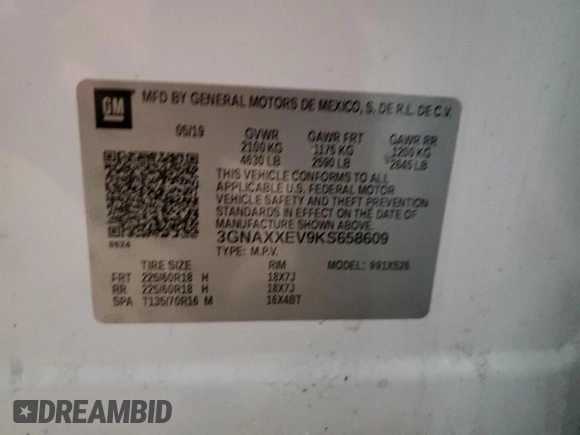 GM
MFD BY GENERAL MOTORS DE MEXICO, S. DE R.L. DE C.V.
05/19 GVWR GAWR FRT GAWR RR
2100 KG 1175 KG 1200 KG
4630 LB 2590 LB 2645 LB
THIS VEHICLE CONFORMS TO ALL
APPLICABLE U.S. FEDERAL MOTOR
VEHICLE SAFETY AND THEFT PREVENTION
STANDARDS IN EFFECT ON THE DATE OF
MANUFACTURE SHOWN ABOVE.
6624 3GNAXXEV9KS658609
TYPE: M.P.V. MODEL: 991XS26
TIRE SIZE RIM
FRT 225/60R18 H 18X7J
RR 225/60R18 H 18X7J
SPA T135/70R16 M 16X4BT
DREAMBID